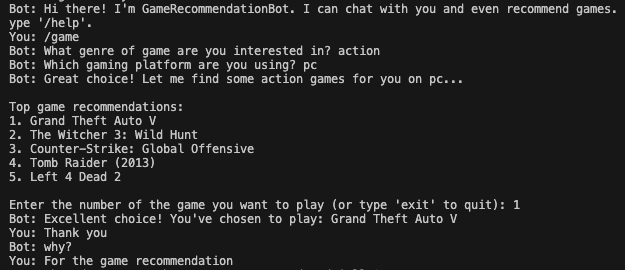 Bot: Hi there! I'm GameRecommendationBot. I can chat with you and even recommend games.
ype '/help'.
You: /game
Bot: What genre of game are you interested in? action
Bot: Which gaming platform are you using? pc
Bot: Great choice! Let me find some action games for you on pc...
Top game recommendations:
1. Grand Theft Auto V
2. The Witcher 3: Wild Hunt
3. Counter-Strike: Global Offensive
4. Tomb Raider (2013)
5. Left 4 Dead 2
Enter the number of the game you want to play (or type 'exit' to quit): 1
Bot: Excellent choice! You've chosen to play: Grand Theft Auto V
You: Thank you
Bot: why?
You: For the game recommendation